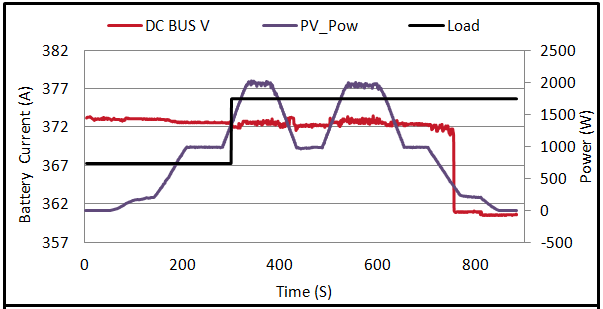 DC BUS V PV_Pow Load
382 2500
377 2000
372 1500
367 1000
362 500
357 0
-500
Battery Current (A)
Power (W)
0 200 400 600 800
Time (S)